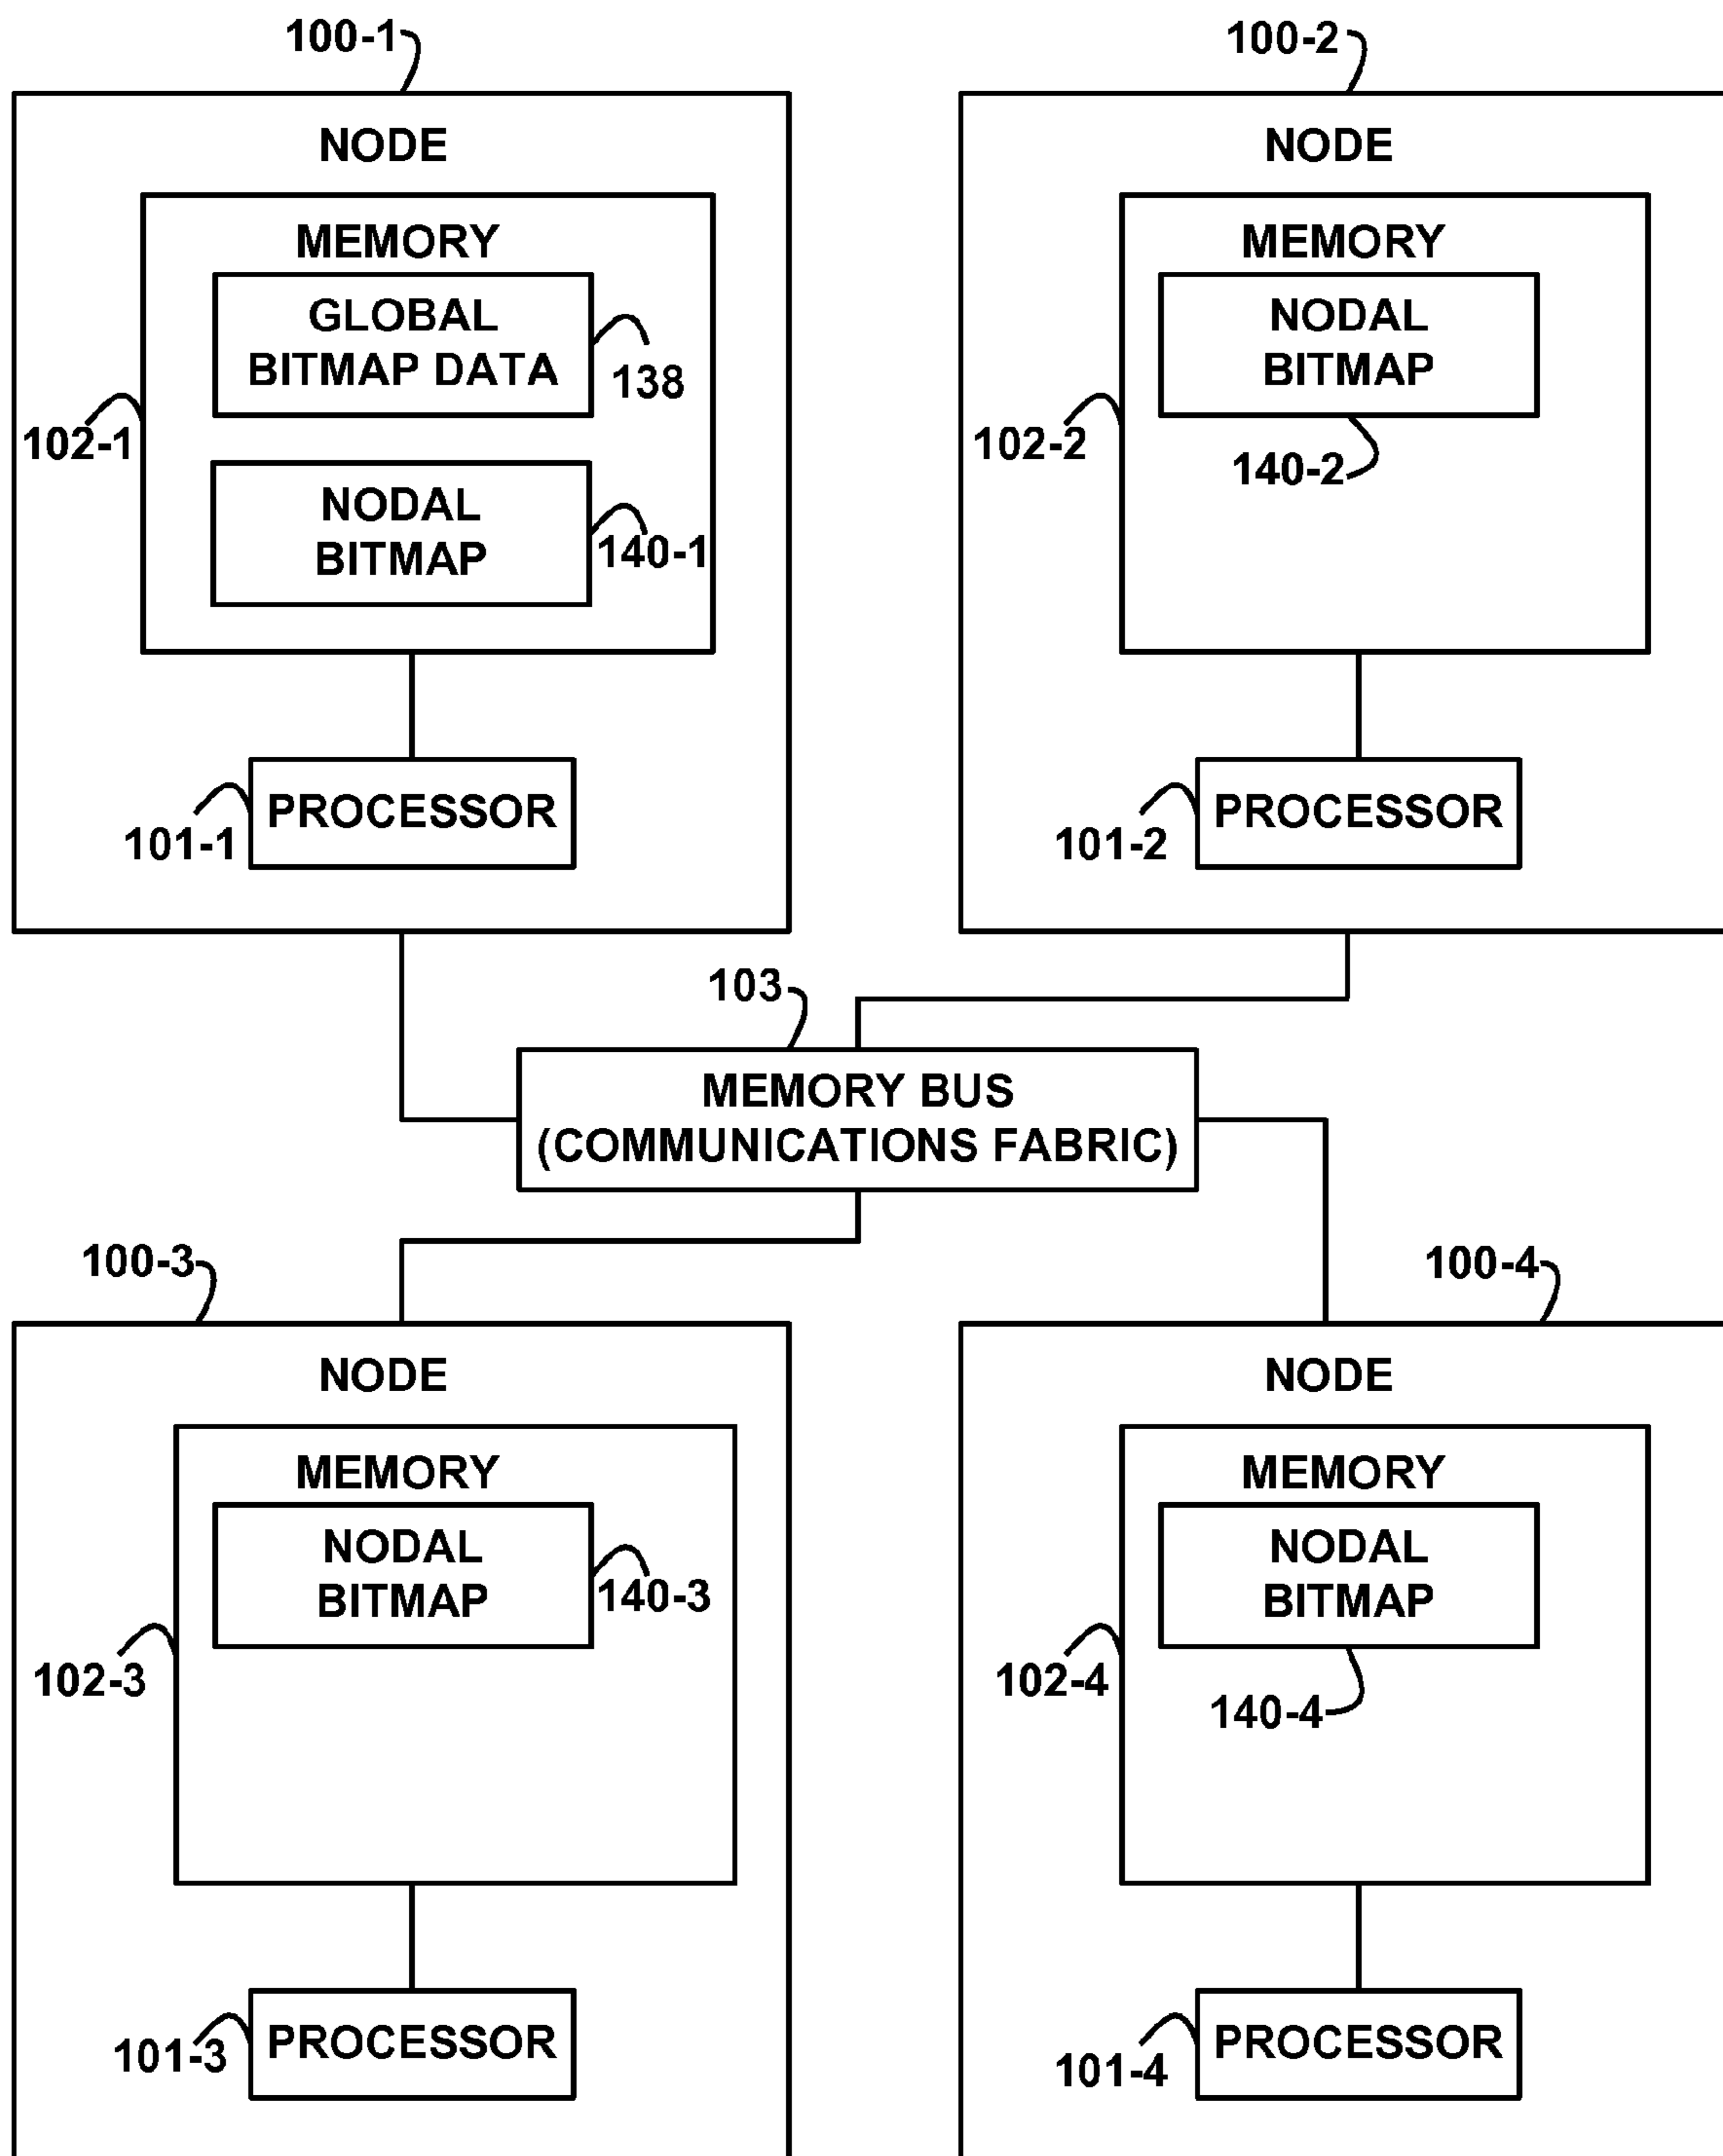 100-1
NODE
MEMORY
GLOBAL
BITMAP DATA
138
102-1
NODAL
BITMAP
140-1
PROCESSOR
101-1
100-2
NODE
MEMORY
NODAL
BITMAP
102-2
140-2
PROCESSOR
101-2
103
MEMORY BUS
(COMMUNICATIONS FABRIC)
100-3
NODE
MEMORY
NODAL
BITMAP
140-3
102-3
PROCESSOR
101-3
100-4
NODE
MEMORY
NODAL
BITMAP
102-4
140-4
PROCESSOR
101-4